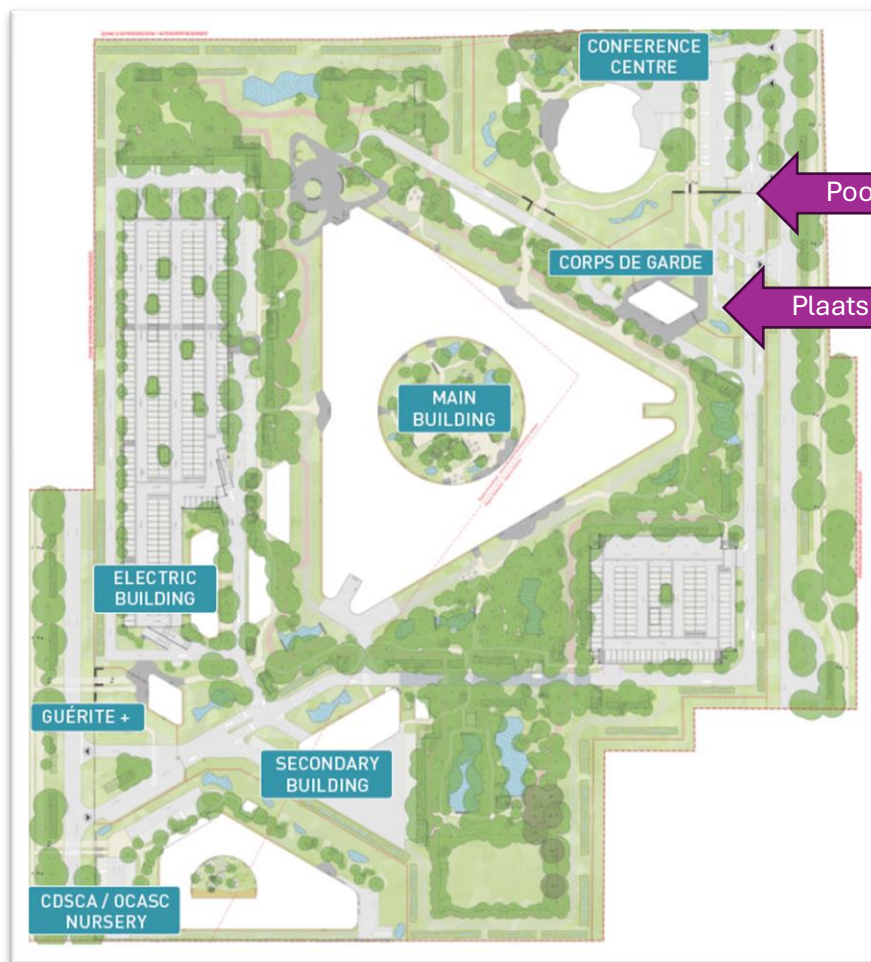 CONFERENCE
CENTRE
Poo
CORPS DE GARDE
Plaats
MAIN
BUILDING
ELECTRIC
BUILDING
GUÉRITE +
SECONDARY
BUILDING
CDSCA / OCASC
NURSERY